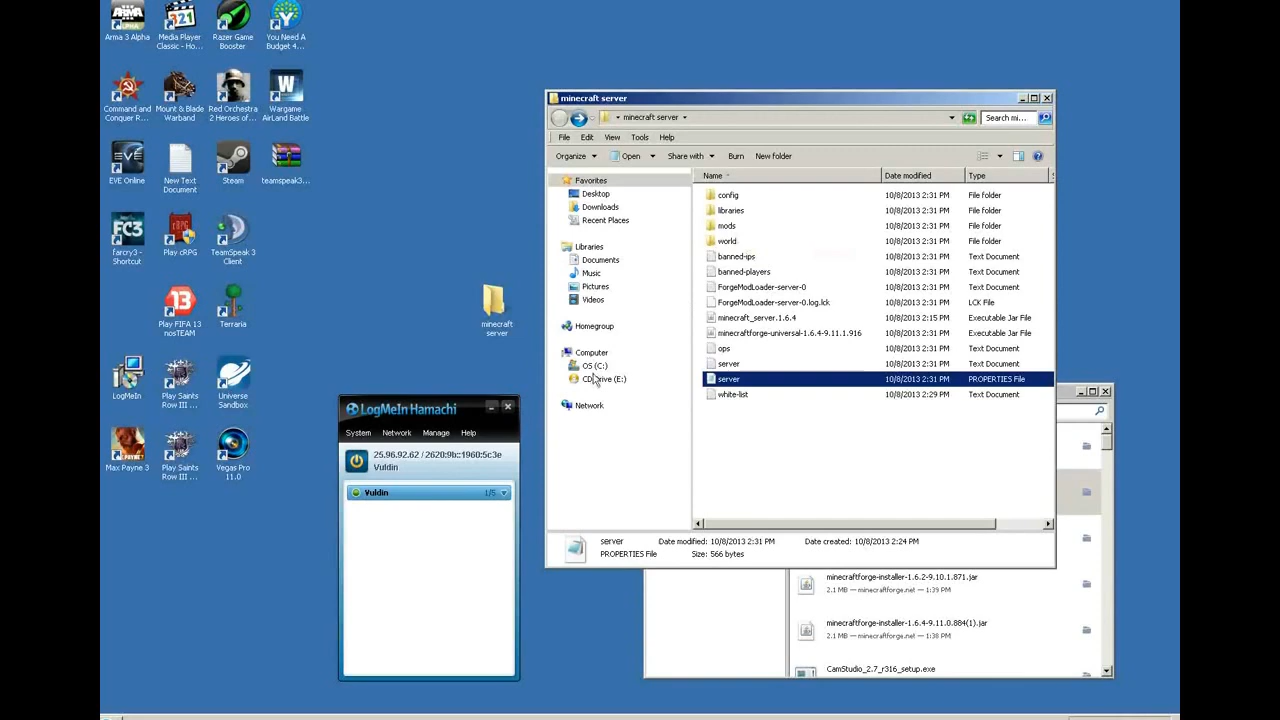 Arma 3 Alpha
Media Player
Classic - Ho...
Razer Game
Booster
You Need A
Budget 4...
Command and
Conquer R...
Mount & Blade
Warband
Red Orchestra
2 Heroes of...
Wargame
AirLand Battle
EVE Online
New Text
Document
Steam
teamspeak3...
farcry3 -
Shortcut
Play cRPG
TeamSpeak 3
Client
Play FIFA 13
nosTEAM
Terraria
LogMeIn
Play Saints
Row III ...
Universe
Sandbox
Max Payne 3
Play Saints
Row III ...
Vegas Pro
11.0
minecraft
server
LogMeIn Hamachi
System Network Manage Help
25.96.92.62 / 2620:9b::1960:5c3e
Vuldin
Vuldin 1/5
minecraft server
minecraft server Search mi...
File Edit View Tools Help
Organize Open Share with Burn New folder
Favorites
Desktop
Downloads
Recent Places
Libraries
Documents
Music
Pictures
Videos
Homegroup
Computer
OS (C:)
CD Drive (E:)
Network
Name Date modified Type
config 10/8/2013 2:31 PM File folder
libraries 10/8/2013 2:31 PM File folder
mods 10/8/2013 2:31 PM File folder
world 10/8/2013 2:31 PM File folder
banned-ips 10/8/2013 2:31 PM Text Document
banned-players 10/8/2013 2:31 PM Text Document
ForgeModLoader-server-0 10/8/2013 2:31 PM Text Document
ForgeModLoader-server-0.log.lck 10/8/2013 2:31 PM LCK File
minecraft_server.1.6.4 10/8/2013 2:15 PM Executable Jar File
minecraftforge-universal-1.6.4-9.11.1.916 10/8/2013 2:31 PM Executable Jar File
ops 10/8/2013 2:31 PM Text Document
server 10/8/2013 2:31 PM Text Document
server 10/8/2013 2:31 PM PROPERTIES File
white-list 10/8/2013 2:29 PM Text Document
server Date modified: 10/8/2013 2:31 PM Date created: 10/8/2013 2:24 PM
PROPERTIES File Size: 566 bytes
minecraftforge-installer-1.6.2-9.10.1.871.jar
2.1 MB — minecraftforge.net — 1:39 PM
minecraftforge-installer-1.6.4-9.11.0.884(1).jar
2.1 MB — minecraftforge.net — 1:38 PM
CamStudio_2.7_r316_setup.exe